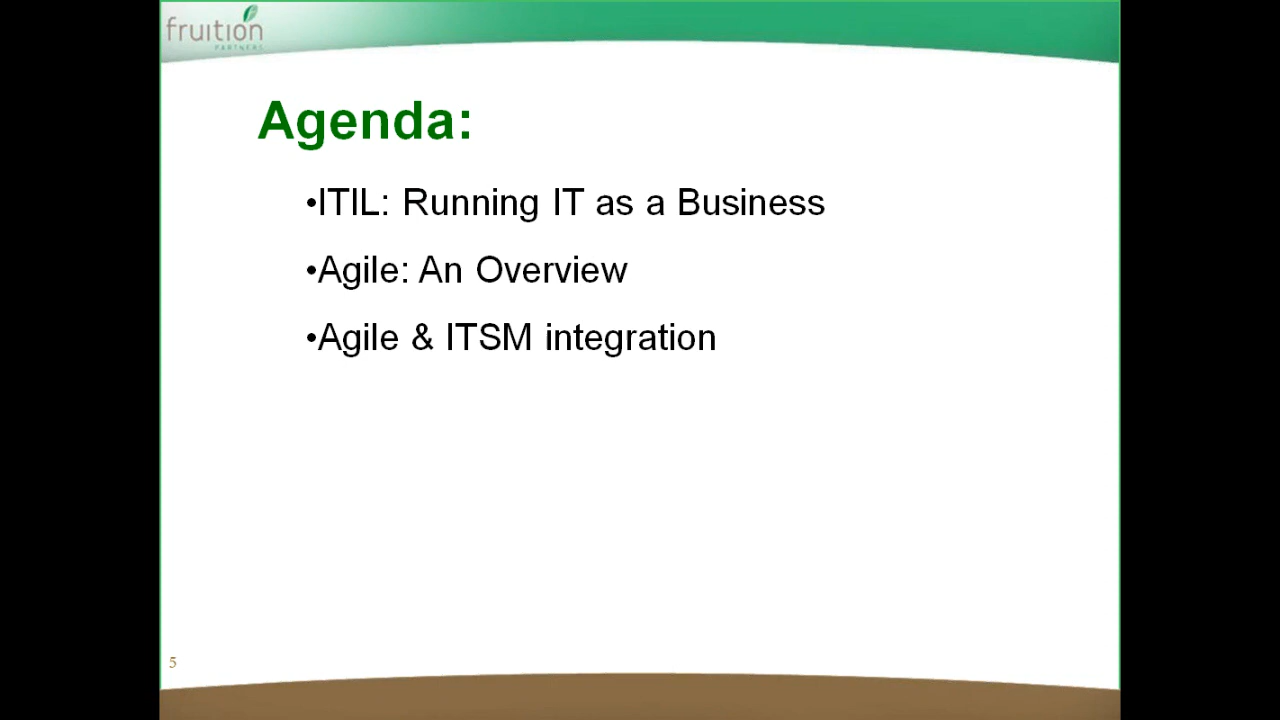 fruition
PARTNERS
Agenda:
•ITIL: Running IT as a Business
•Agile: An Overview
•Agile & ITSM integration
5